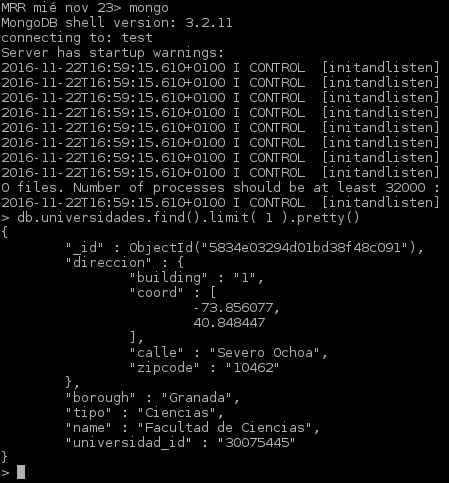 MRR mié nov 23> mongo
MongoDB shell version: 3.2.11
connecting to: test
Server has startup warnings:
2016-11-22T16:59:15.610+0100 I CONTROL  [initandlisten]
2016-11-22T16:59:15.610+0100 I CONTROL  [initandlisten]
2016-11-22T16:59:15.610+0100 I CONTROL  [initandlisten]
2016-11-22T16:59:15.610+0100 I CONTROL  [initandlisten]
2016-11-22T16:59:15.610+0100 I CONTROL  [initandlisten]
2016-11-22T16:59:15.610+0100 I CONTROL  [initandlisten]
2016-11-22T16:59:15.610+0100 I CONTROL  [initandlisten]
2016-11-22T16:59:15.610+0100 I CONTROL  [initandlisten]
0 files. Number of processes should be at least 32000 :
2016-11-22T16:59:15.610+0100 I CONTROL  [initandlisten]
> db.universidades.find().limit( 1 ).pretty()
{
        "_id" : ObjectId("5834e03294d01bd38f48c091"),
        "direccion" : {
                "building" : "1",
                "coord" : [
                        -73.856077,
                        40.848447
                ],
                "calle" : "Severo Ochoa",
                "zipcode" : "10462"
        },
        "borough" : "Granada",
        "tipo" : "Ciencias",
        "name" : "Facultad de Ciencias",
        "universidad_id" : "30075445"
}
>